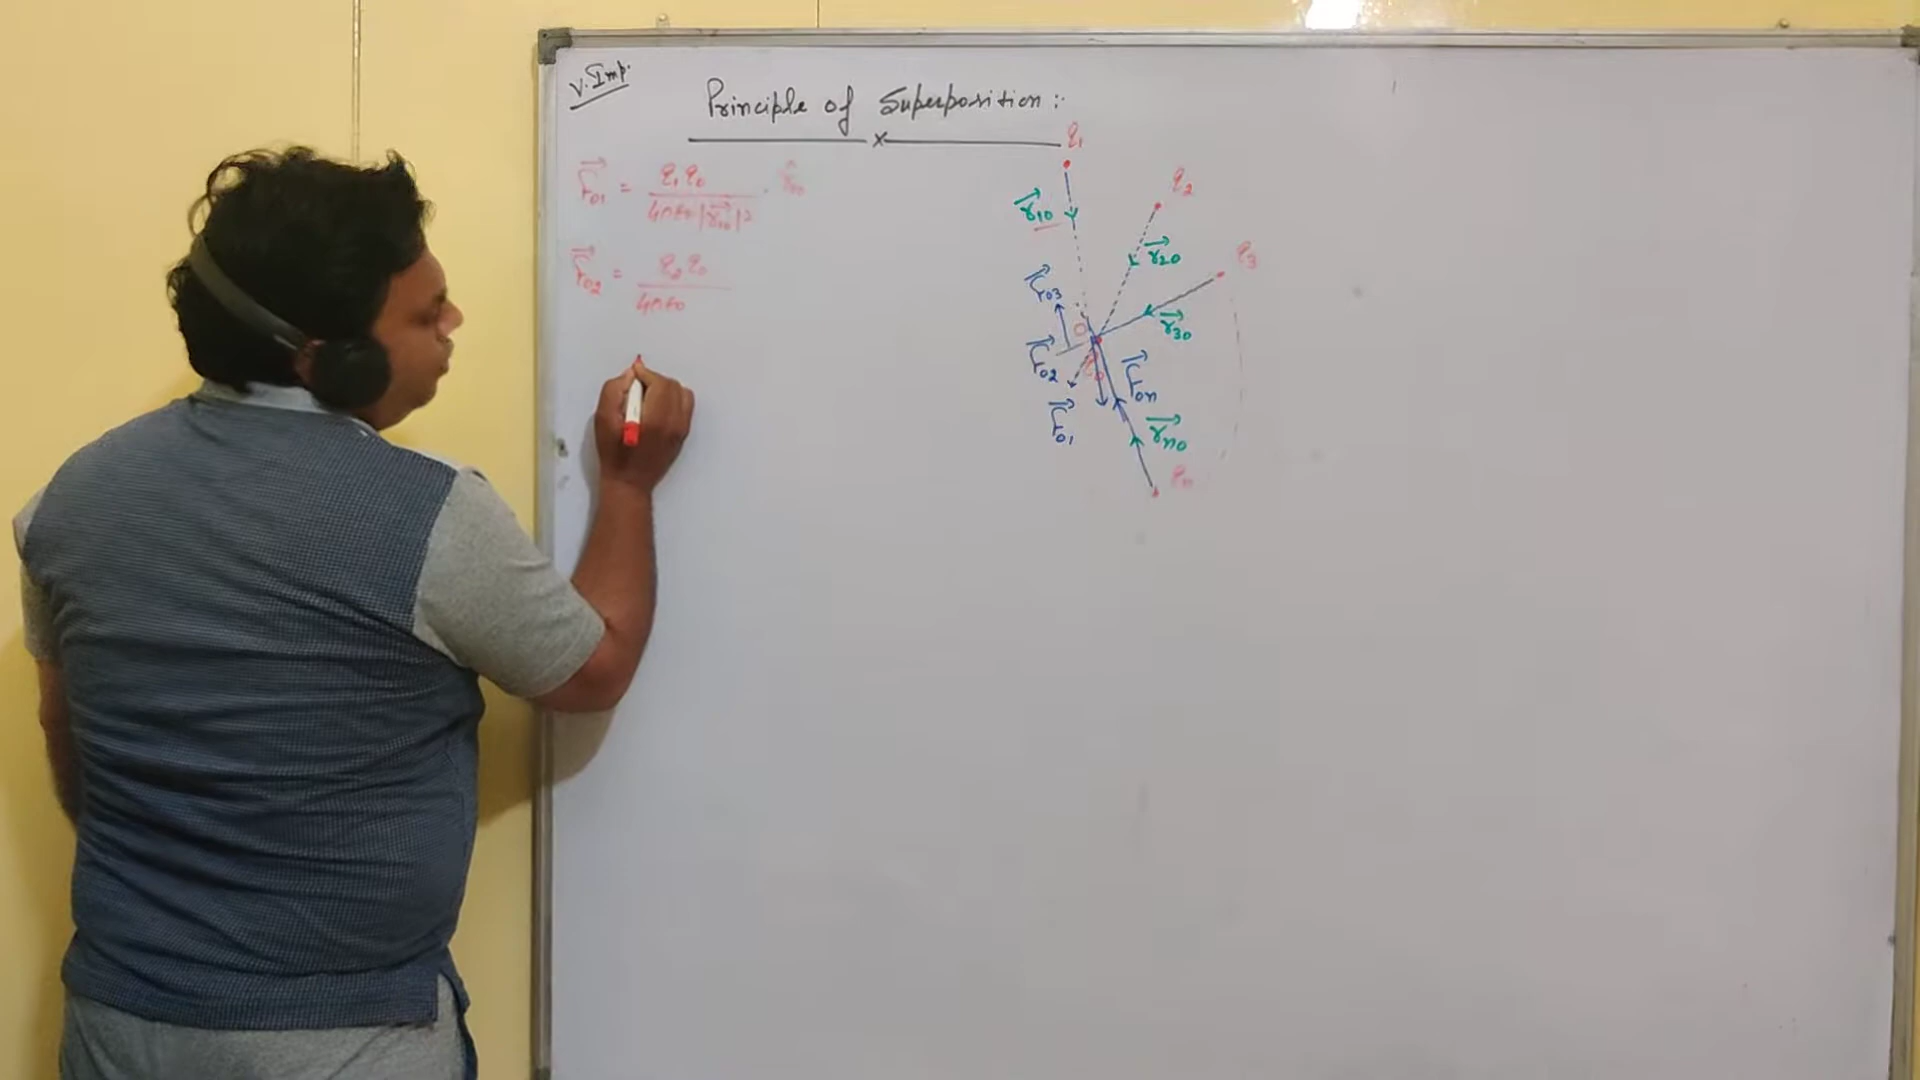 V. Imp.
Principle of Superposition :-
x
F₀₁ = q₁ q₀ / 4πε₀ |r₁₀|² . r̂₁₀
F₀₂ = q₂ q₀ / 4πε₀
q₁
q₂
r₁₀
r₂₀
q₃
F₀₃
O
r₃₀
F₀₂
q₀
F₀ₙ
F₀₁
rₙ₀
qₙ